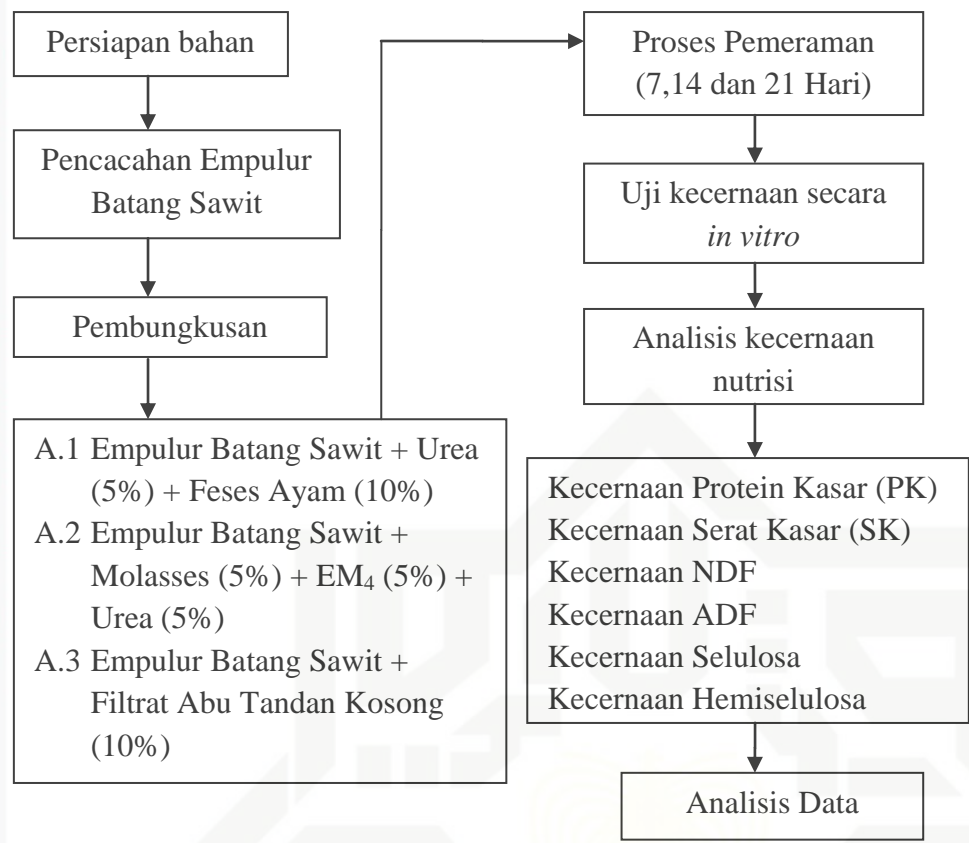 Persiapan bahan
Pencacahan Empulur
Batang Sawit
Pembungkusan
A.1 Empulur Batang Sawit + Urea
(5%) + Feses Ayam (10%)
A.2 Empulur Batang Sawit +
Molasses (5%) + EM₄ (5%) +
Urea (5%)
A.3 Empulur Batang Sawit +
Filtrat Abu Tandan Kosong
(10%)
Proses Pemeraman
(7,14 dan 21 Hari)
Uji kecernaan secara
in vitro
Analisis kecernaan
nutrisi
Kecernaan Protein Kasar (PK)
Kecernaan Serat Kasar (SK)
Kecernaan NDF
Kecernaan ADF
Kecernaan Selulosa
Kecernaan Hemiselulosa
Analisis Data